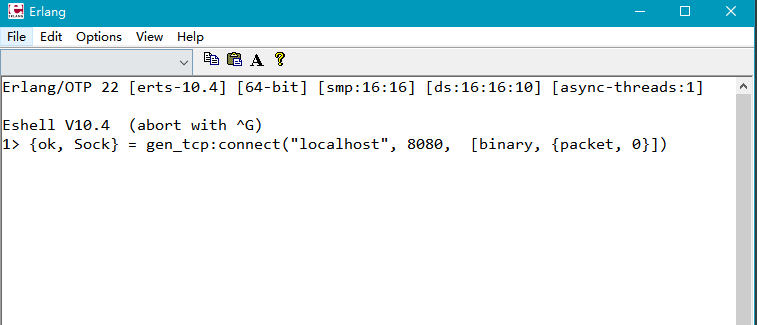 ERLANG
Erlang
File Edit Options View Help
A ?
Erlang/OTP 22 [erts-10.4] [64-bit] [smp:16:16] [ds:16:16:10] [async-threads:1]
Eshell V10.4  (abort with ^G)
1> {ok, Sock} = gen_tcp:connect("localhost", 8080,  [binary, {packet, 0}])